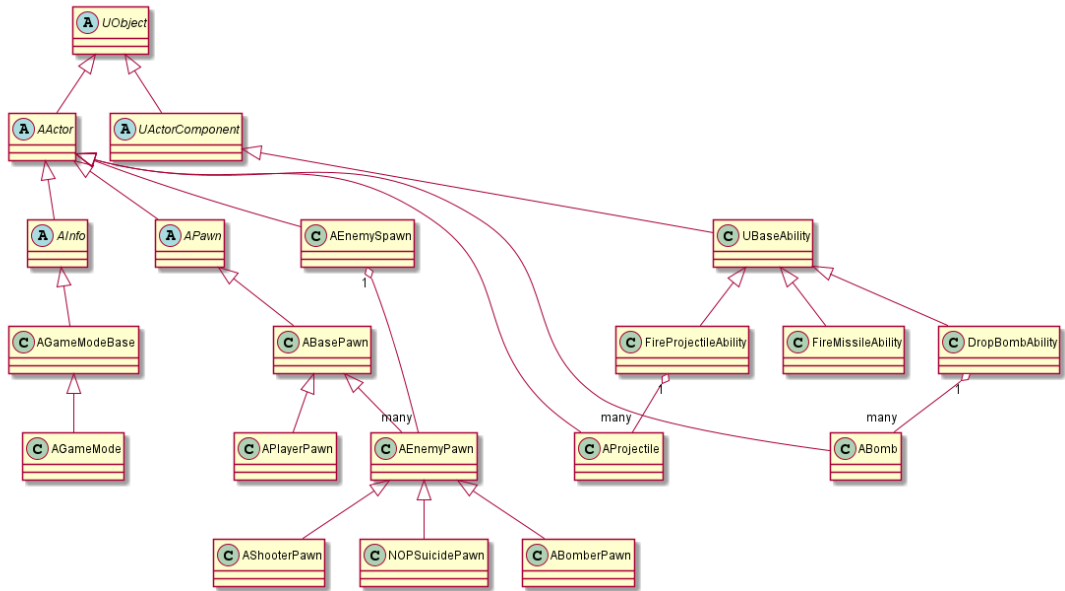 A UObject
A AActor
A UActorComponent
A AInfo
A APawn
C AEnemySpawn
C UBaseAbility
1
C AGameModeBase
C ABasePawn
C FireProjectileAbility
C FireMissileAbility
C DropBombAbility
1
1
many
many
many
C AGameMode
C APlayerPawn
C AEnemyPawn
C AProjectile
C ABomb
C AShooterPawn
C NOPSuicidePawn
C ABomberPawn